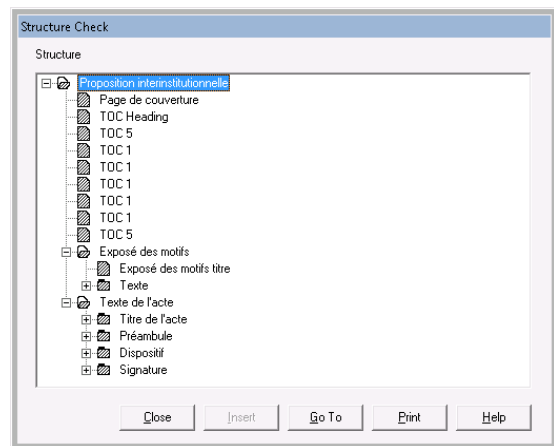 Structure Check
Structure
Proposition interinstitutionnelle
Page de couverture
TOC Heading
TOC 5
TOC 1
TOC 1
TOC 1
TOC 1
TOC 1
TOC 5
Exposé des motifs
Exposé des motifs titre
Texte
Texte de l'acte
Titre de l'acte
Préambule
Dispositif
Signature
Close Insert Go To Print Help